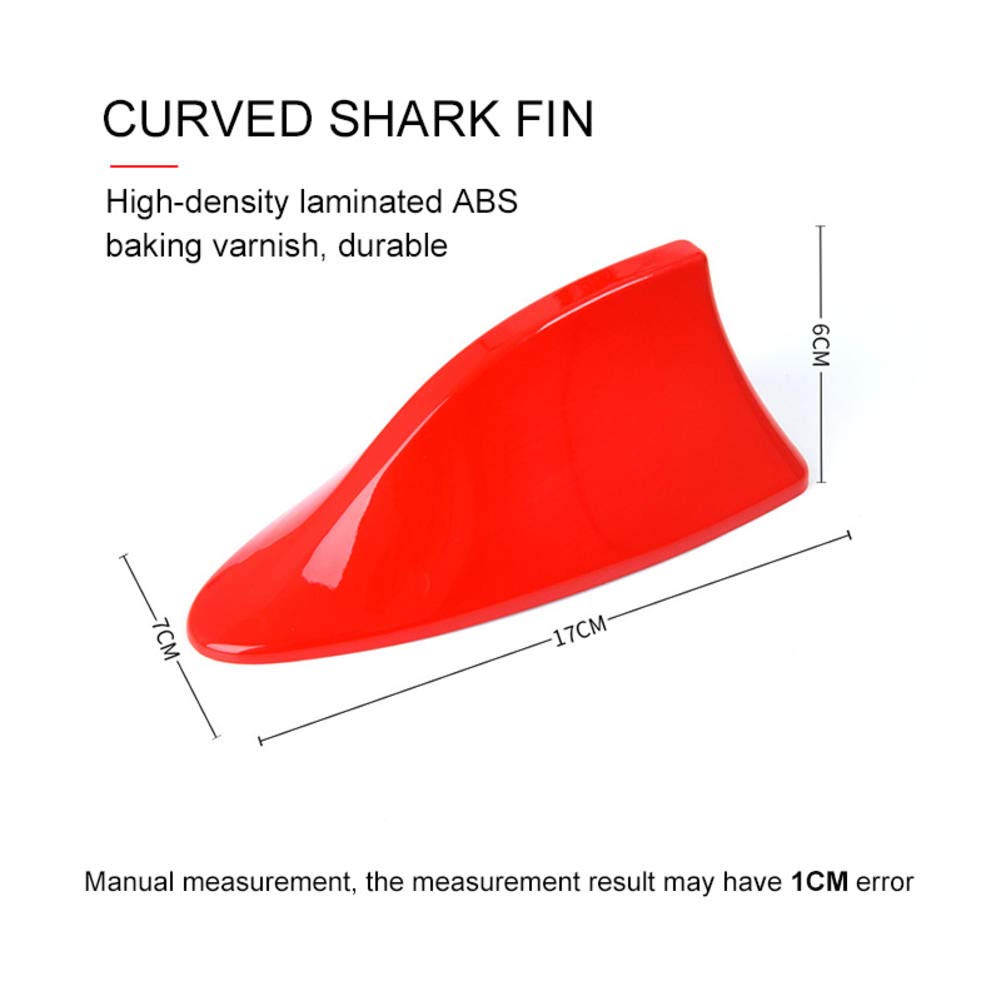 CURVED SHARK FIN
High-density laminated ABS
baking varnish, durable
6CM
7CM
17CM
Manual measurement, the measurement result may have 1CM error